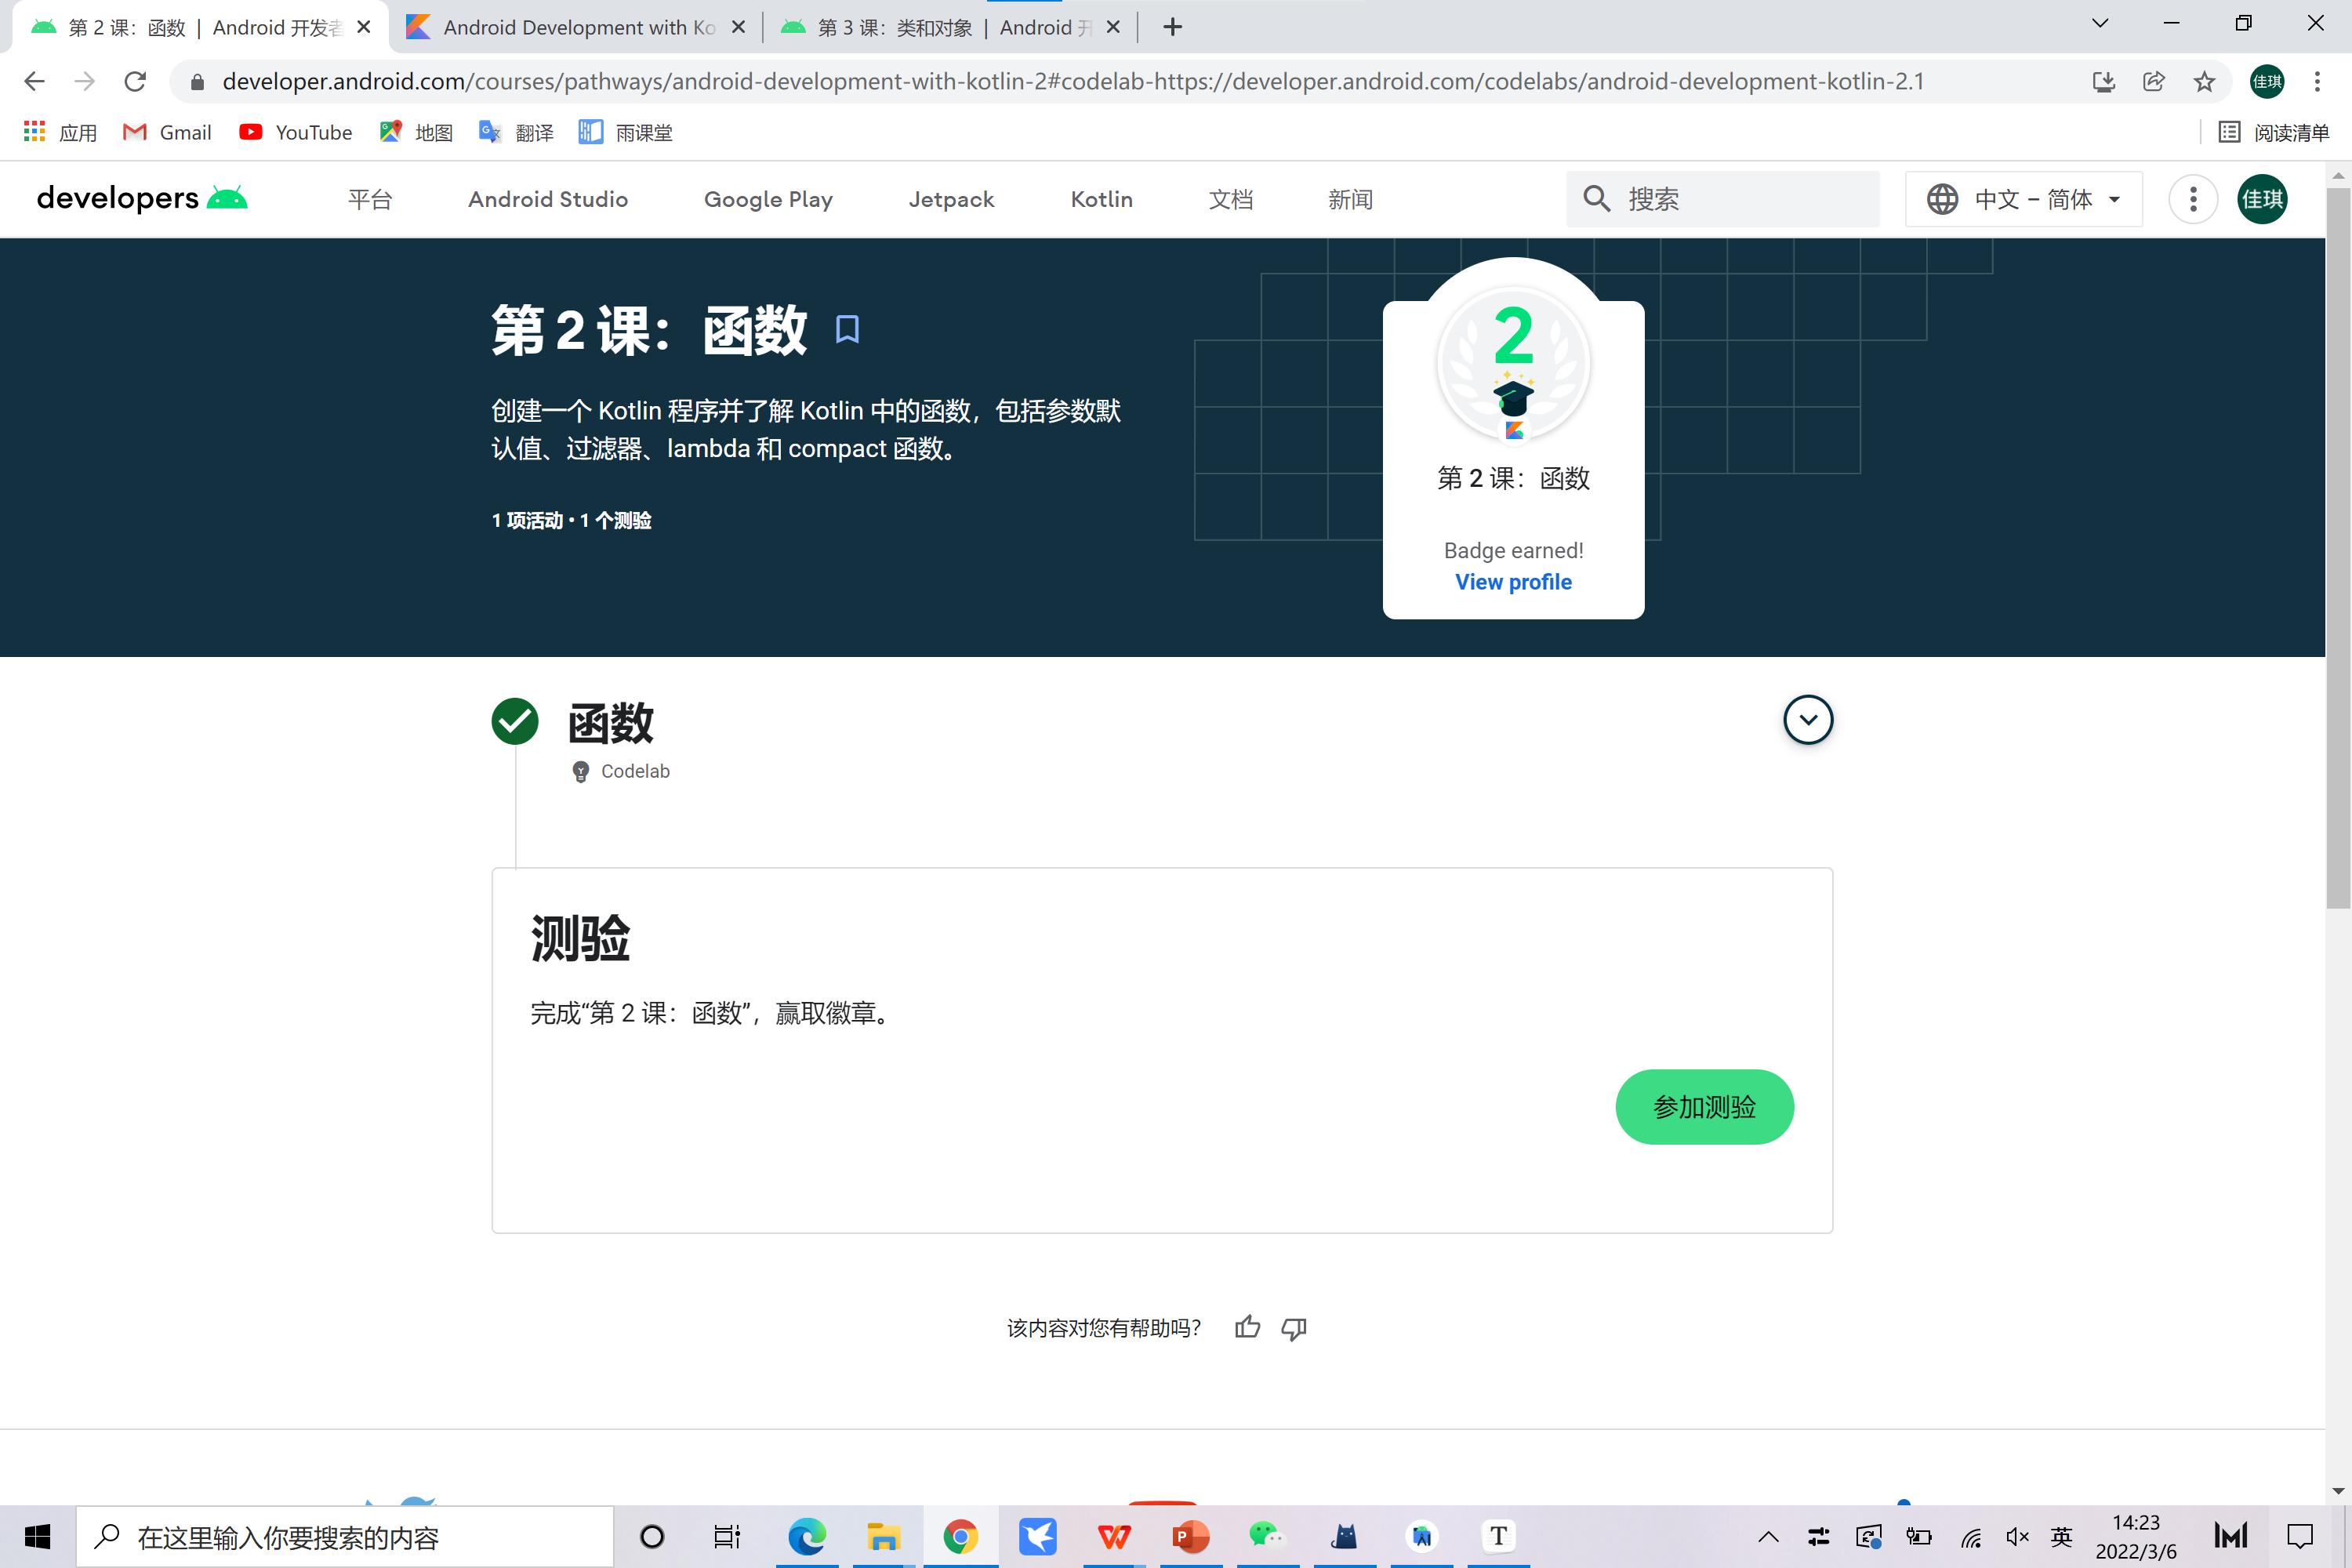 第 2 课：函数 | Android 开发者
Android Development with Ko
第 3 课：类和对象 | Android 开
developer.android.com/courses/pathways/android-development-with-kotlin-2#codelab-https://developer.android.com/codelabs/android-development-kotlin-2.1
佳琪
应用
Gmail
YouTube
地图
翻译
雨课堂
阅读清单
developers
平台
Android Studio
Google Play
Jetpack
Kotlin
文档
新闻
搜索
中文 – 简体
佳琪
第 2 课：函数
创建一个 Kotlin 程序并了解 Kotlin 中的函数，包括参数默
认值、过滤器、lambda 和 compact 函数。
1 项活动 • 1 个测验
2
第 2 课：函数
Badge earned!
View profile
函数
Codelab
测验
完成“第 2 课：函数”，赢取徽章。
参加测验
该内容对您有帮助吗？
在这里输入你要搜索的内容
英
14:23
2022/3/6